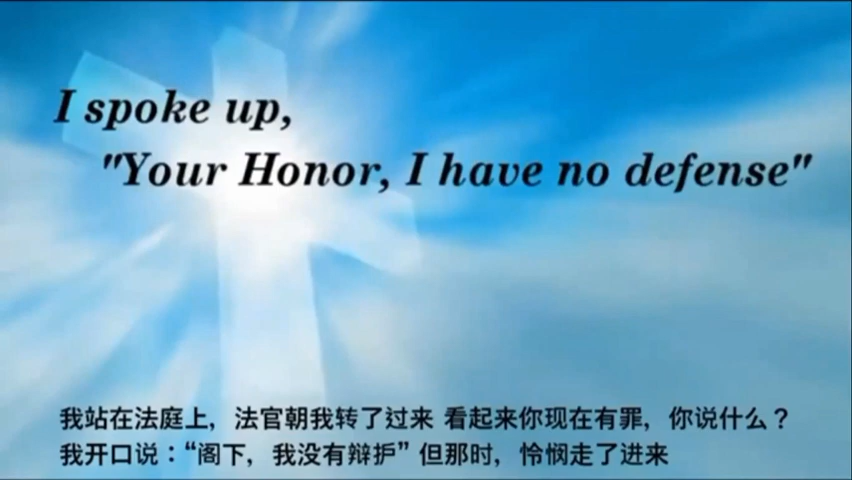 I spoke up,
"Your Honor, I have no defense"
我站在法庭上，法官朝我转了过来 看起来你现在有罪，你说什么？
我开口说：“阁下，我没有辩护”但那时，怜悯走了进来